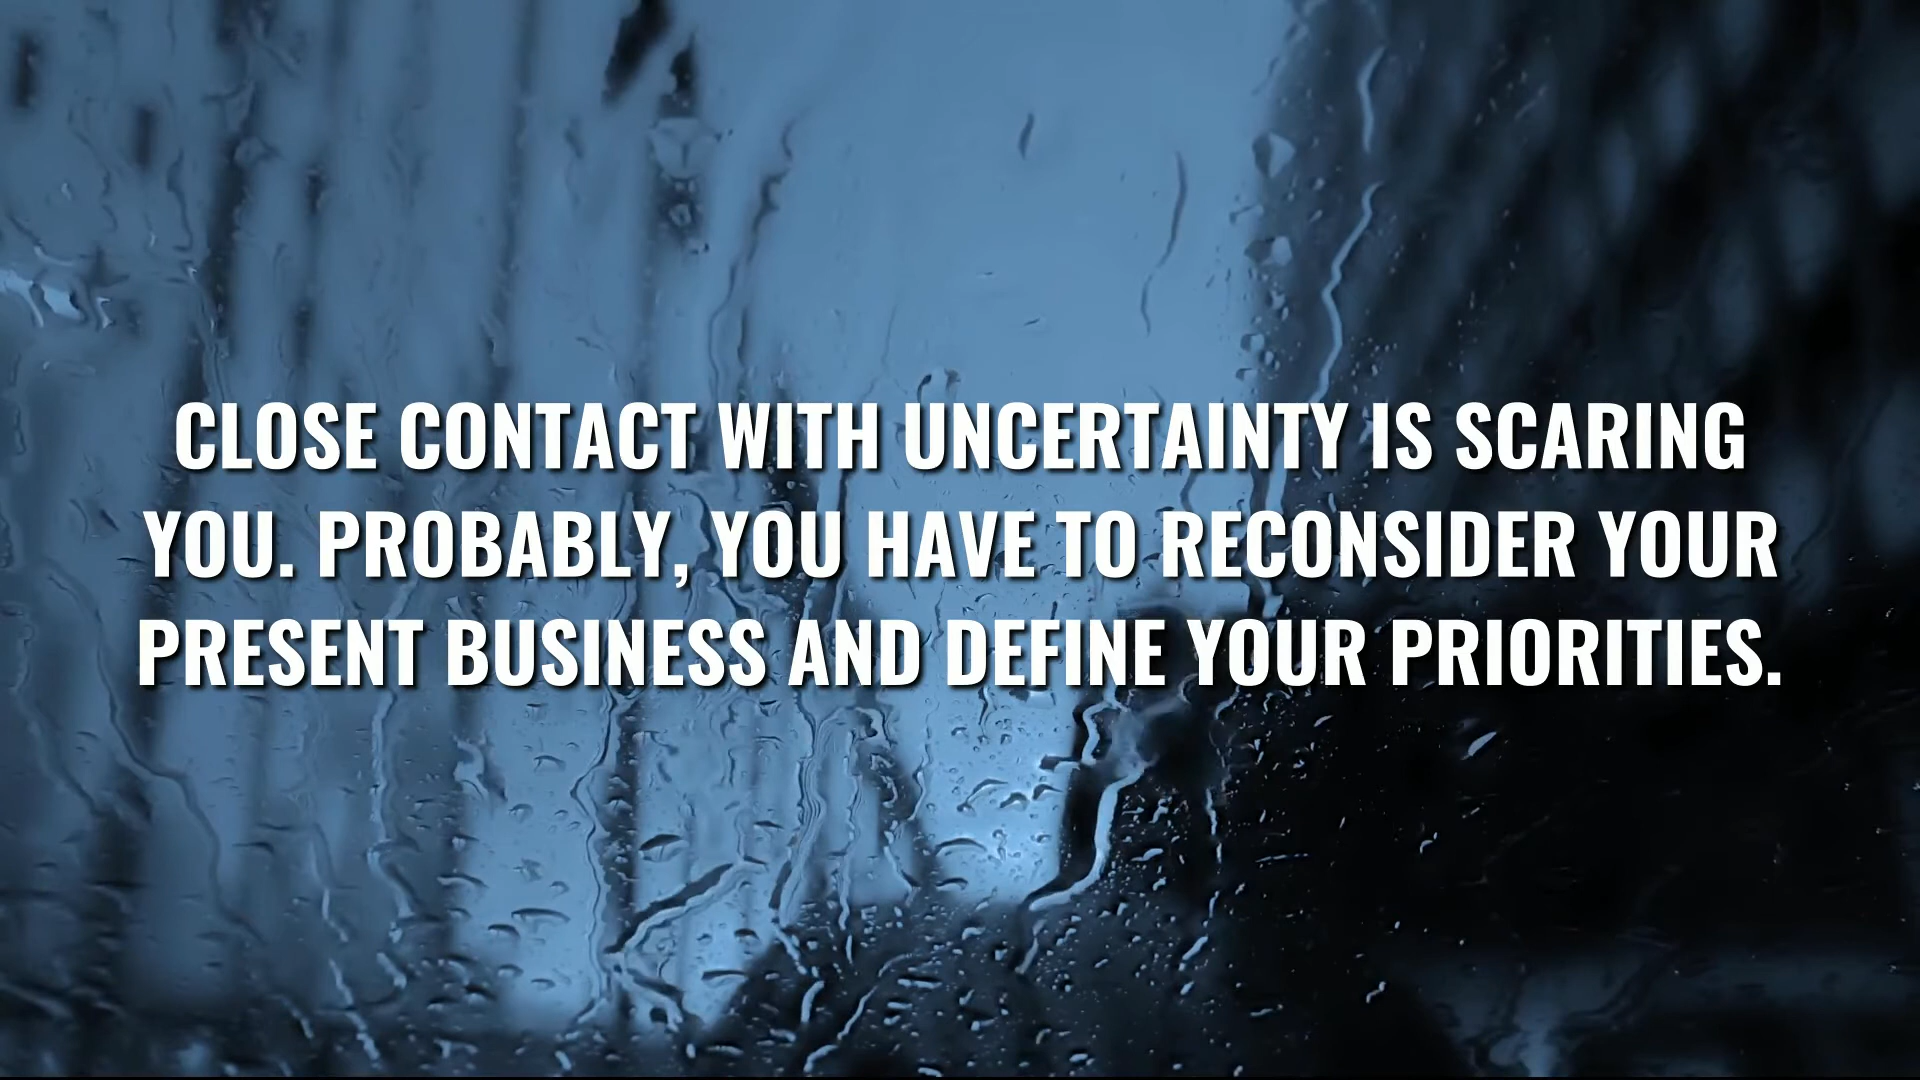 CLOSE CONTACT WITH UNCERTAINTY IS SCARING
YOU. PROBABLY, YOU HAVE TO RECONSIDER YOUR
PRESENT BUSINESS AND DEFINE YOUR PRIORITIES.